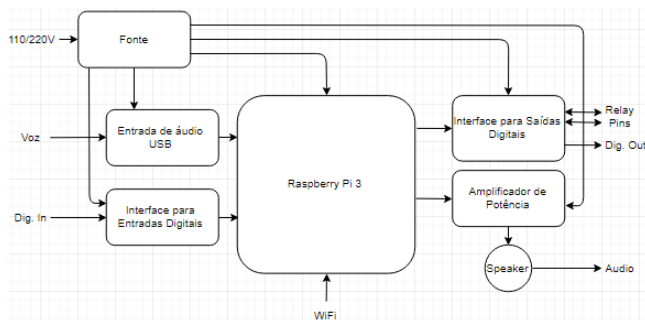 110/220V
Fonte
Voz
Entrada de áudio
USB
Dig. In
Interface para
Entradas Digitais
Raspberry Pi 3
WiFi
Interface para Saídas
Digitais
Relay
Pins
Dig. Out
Amplificador de
Potência
Speaker
Audio